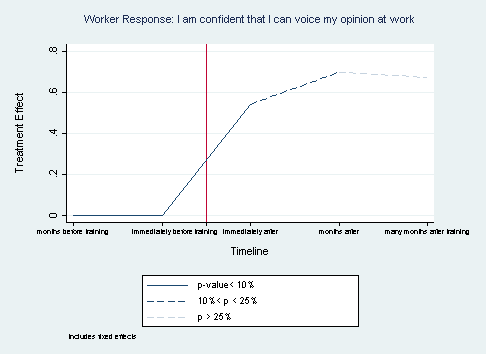 Worker Response: I am confident that I can voice my opinion at work
Treatment Effect
.8
.6
.4
.2
0
months before training
immediately before training
immediately after
months after
many months after training
Timeline
p-value< 10%
10%< p < 25%
p > 25%
Includes fixed effects